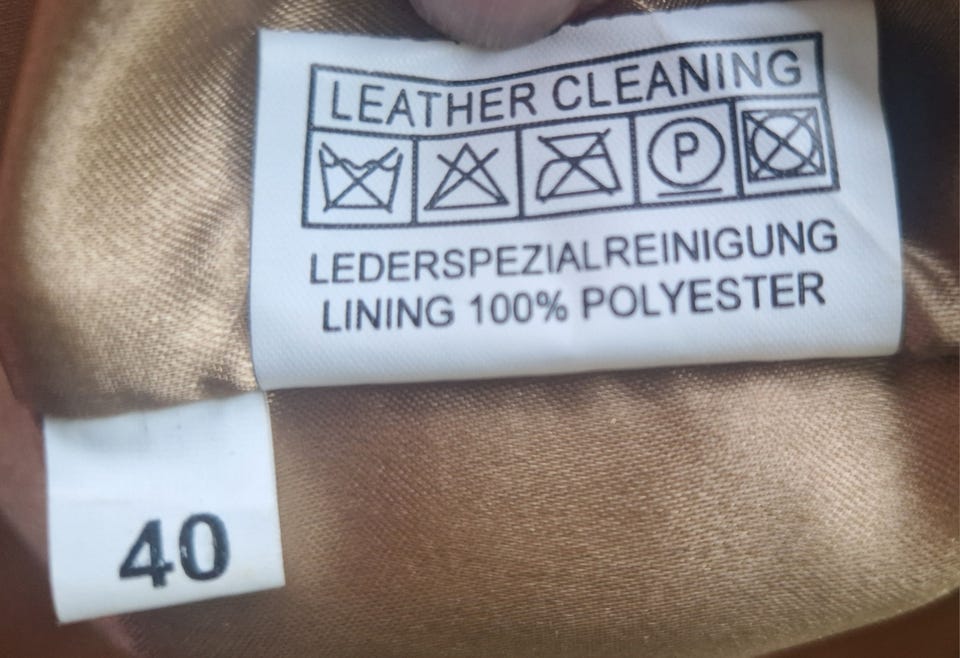 LEATHER CLEANING
P
LEDERSPEZIALREINIGUNG
LINING 100% POLYESTER
40